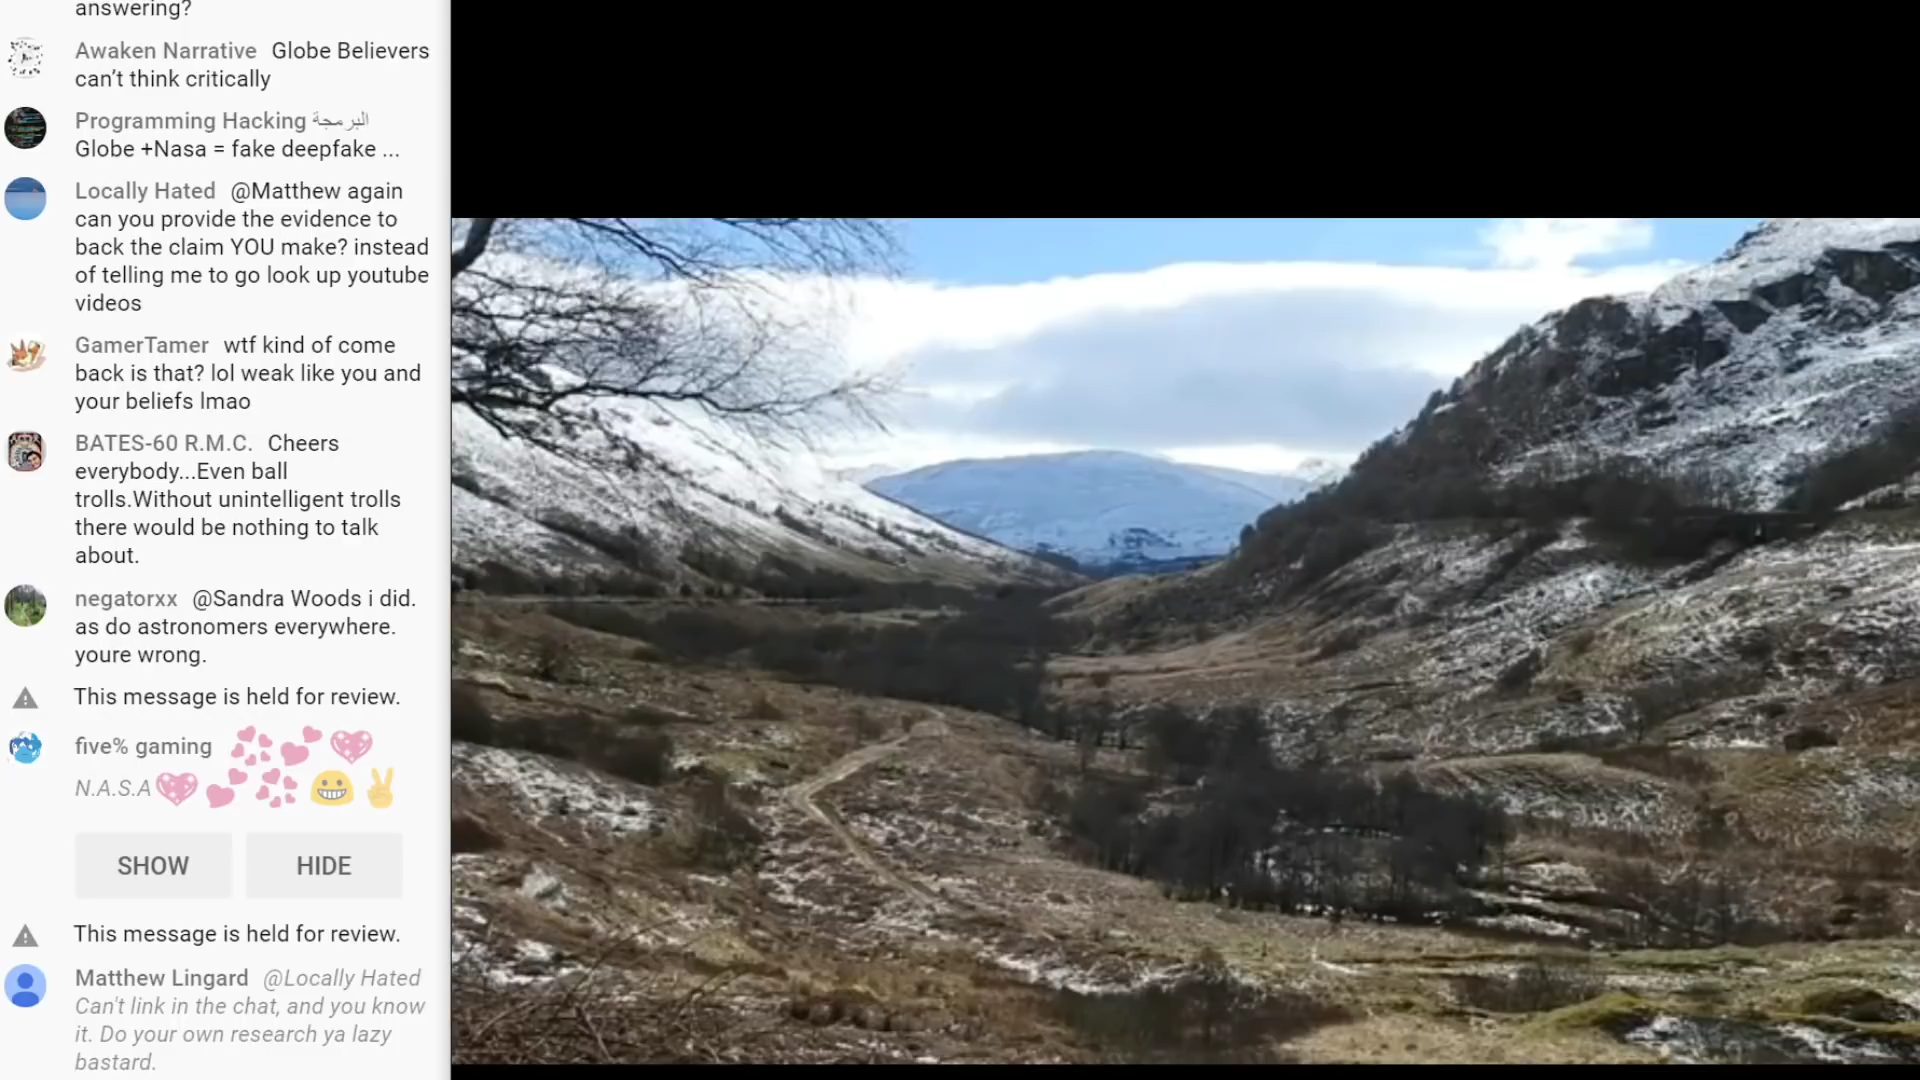 answering?
Awaken Narrative Globe Believers
can’t think critically
Programming Hacking البرمجة
Globe +Nasa = fake deepfake ...
Locally Hated @Matthew again
can you provide the evidence to
back the claim YOU make? instead
of telling me to go look up youtube
videos
GamerTamer wtf kind of come
back is that? lol weak like you and
your beliefs lmao
BATES-60 R.M.C. Cheers
everybody...Even ball
trolls.Without unintelligent trolls
there would be nothing to talk
about.
negatorxx @Sandra Woods i did.
as do astronomers everywhere.
youre wrong.
This message is held for review.
five% gaming
N.A.S.A
SHOW HIDE
This message is held for review.
Matthew Lingard @Locally Hated
Can't link in the chat, and you know
it. Do your own research ya lazy
bastard.